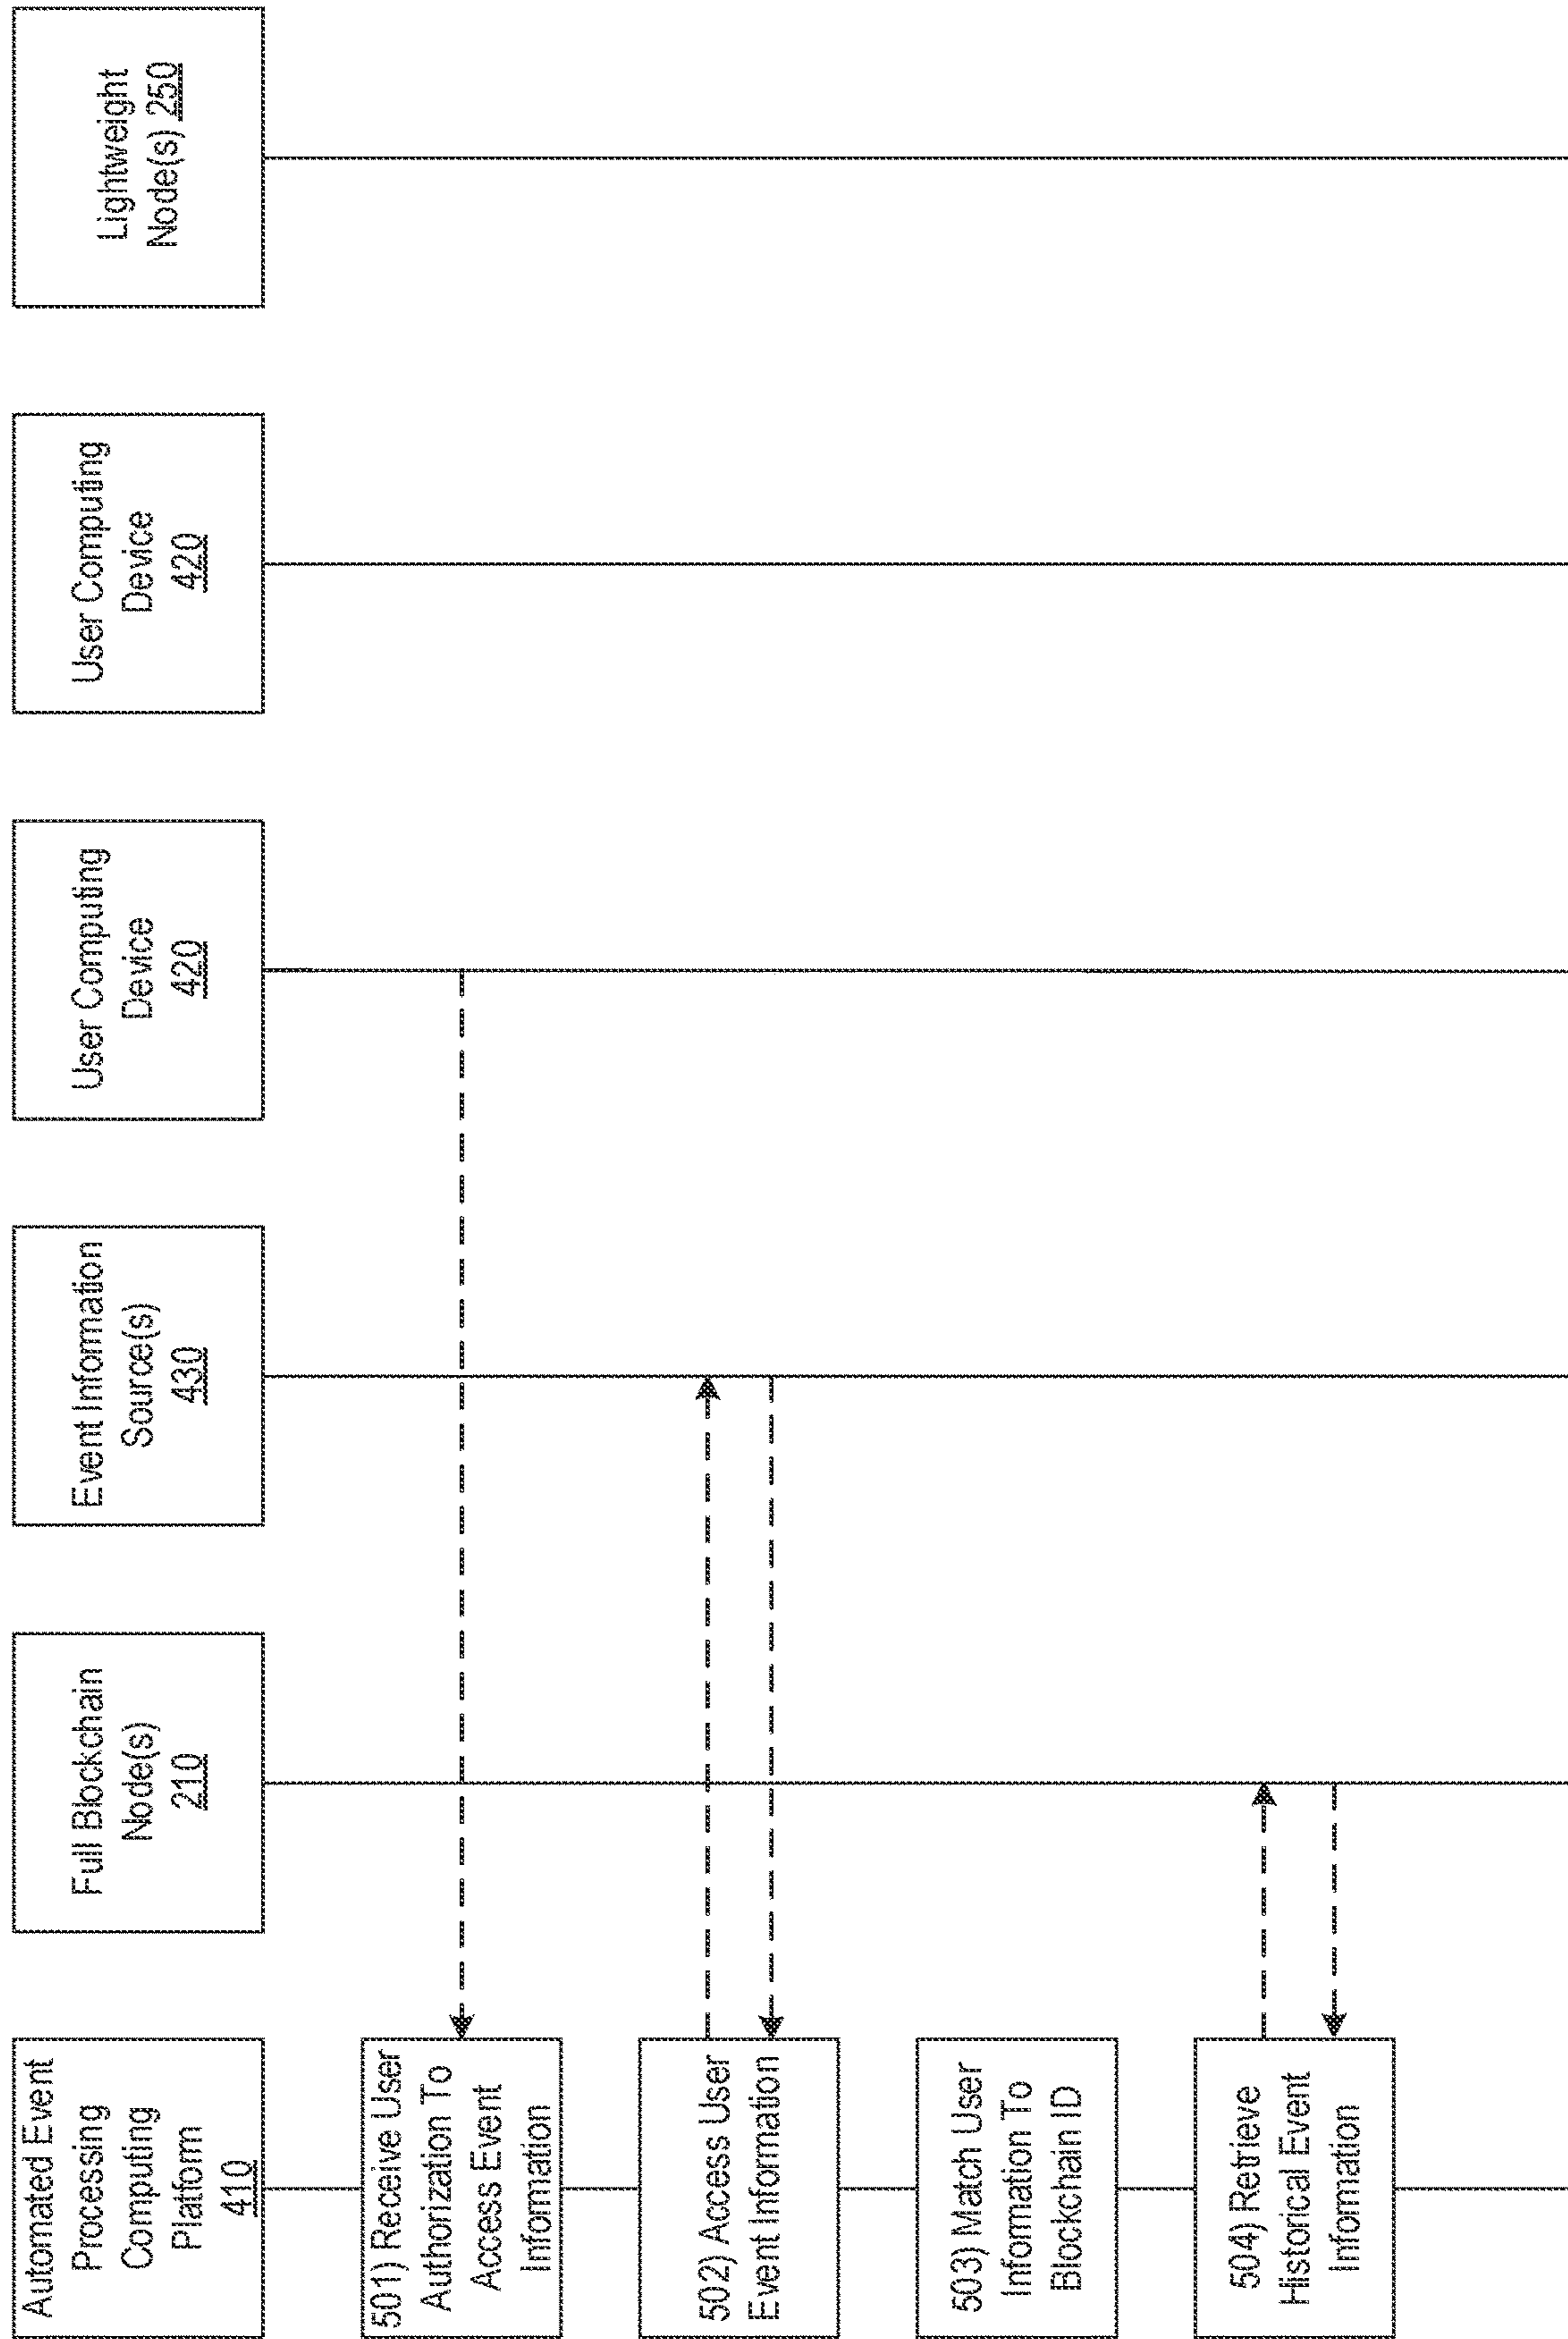 Automated Event
Processing
Computing
Platform
410
Full Blockchain
Node(s)
210
Event Information
Source(s)
430
User Computing
Device
420
User Computing
Device
420
Lightweight
Node(s) 250
501) Receive User
Authorization To
Access Event
Information
502) Access User
Event Information
503) Match User
Information To
Blockchain ID
504) Retrieve
Historical Event
Information